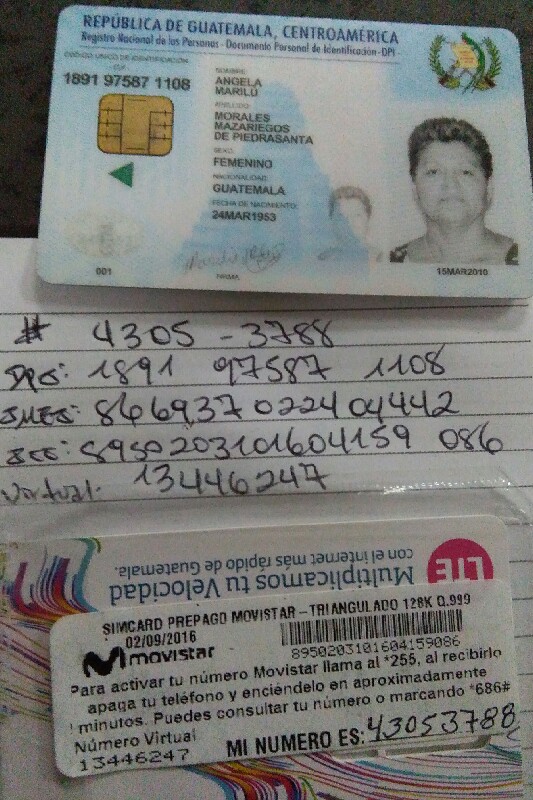 REPÚBLICA DE GUATEMALA, CENTROAMÉRICA
Registro Nacional de las Personas - Documento Personal de Identificación - DPI
CÓDIGO ÚNICO DE IDENTIFICACIÓN
CUI
1891 97587 1108
NOMBRE:
ANGELA
MARILÚ
APELLIDO:
MORALES
MAZARIEGOS
DE PIEDRASANTA
SEXO:
FEMENINO
NACIONALIDAD:
GUATEMALA
FECHA DE NACIMIENTO:
24MAR1953
001
FIRMA
15MAR2010
# 4305 - 3788
DPI: 1891 97587 1108
IMEI: 866937022404442
ICC: 8950203101604159 086
Virtual: 13446247
LTE
Multiplicamos tu Velocidad
con el internet más rápido de Guatemala.
SIMCARD PREPAGO MOVISTAR - TRIANGULADO 128K Q.999
02/09/2016
movistar
8950203101604159086
Para activar tu número Movistar llama al *255, al recibirlo
apaga tu teléfono y enciéndelo en aproximadamente
minutos. Puedes consultar tu número o marcando *686#
Número Virtual
13446247
MI NUMERO ES: 43053788